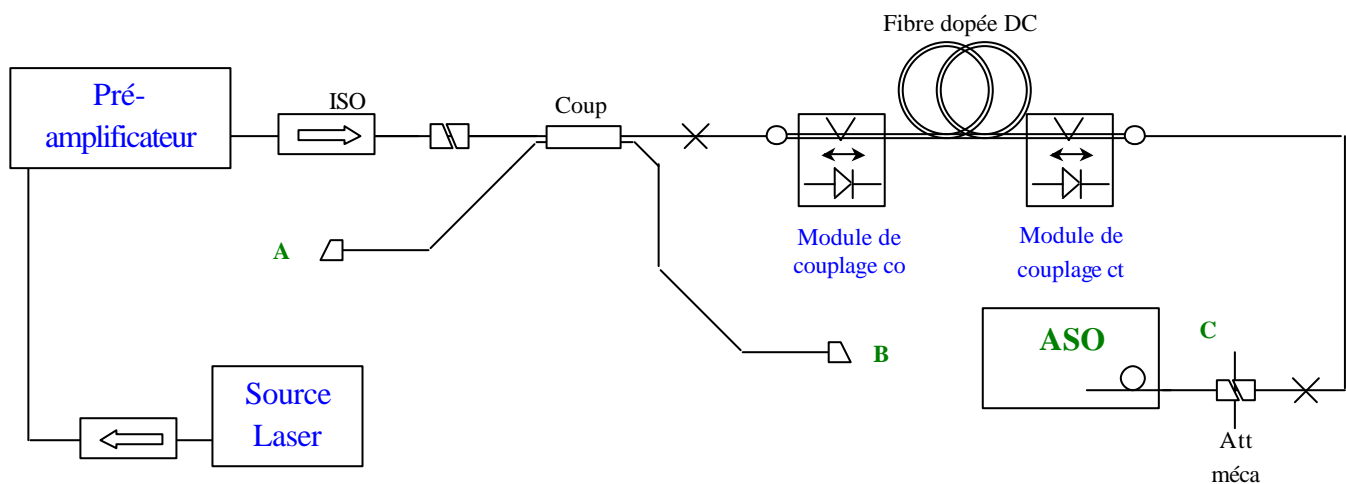 Fibre dopée DC
Pré-
amplificateur
ISO
Coup
A
Module de
couplage co
Module de
couplage ct
B
ASO
C
Source
Laser
Att
méca